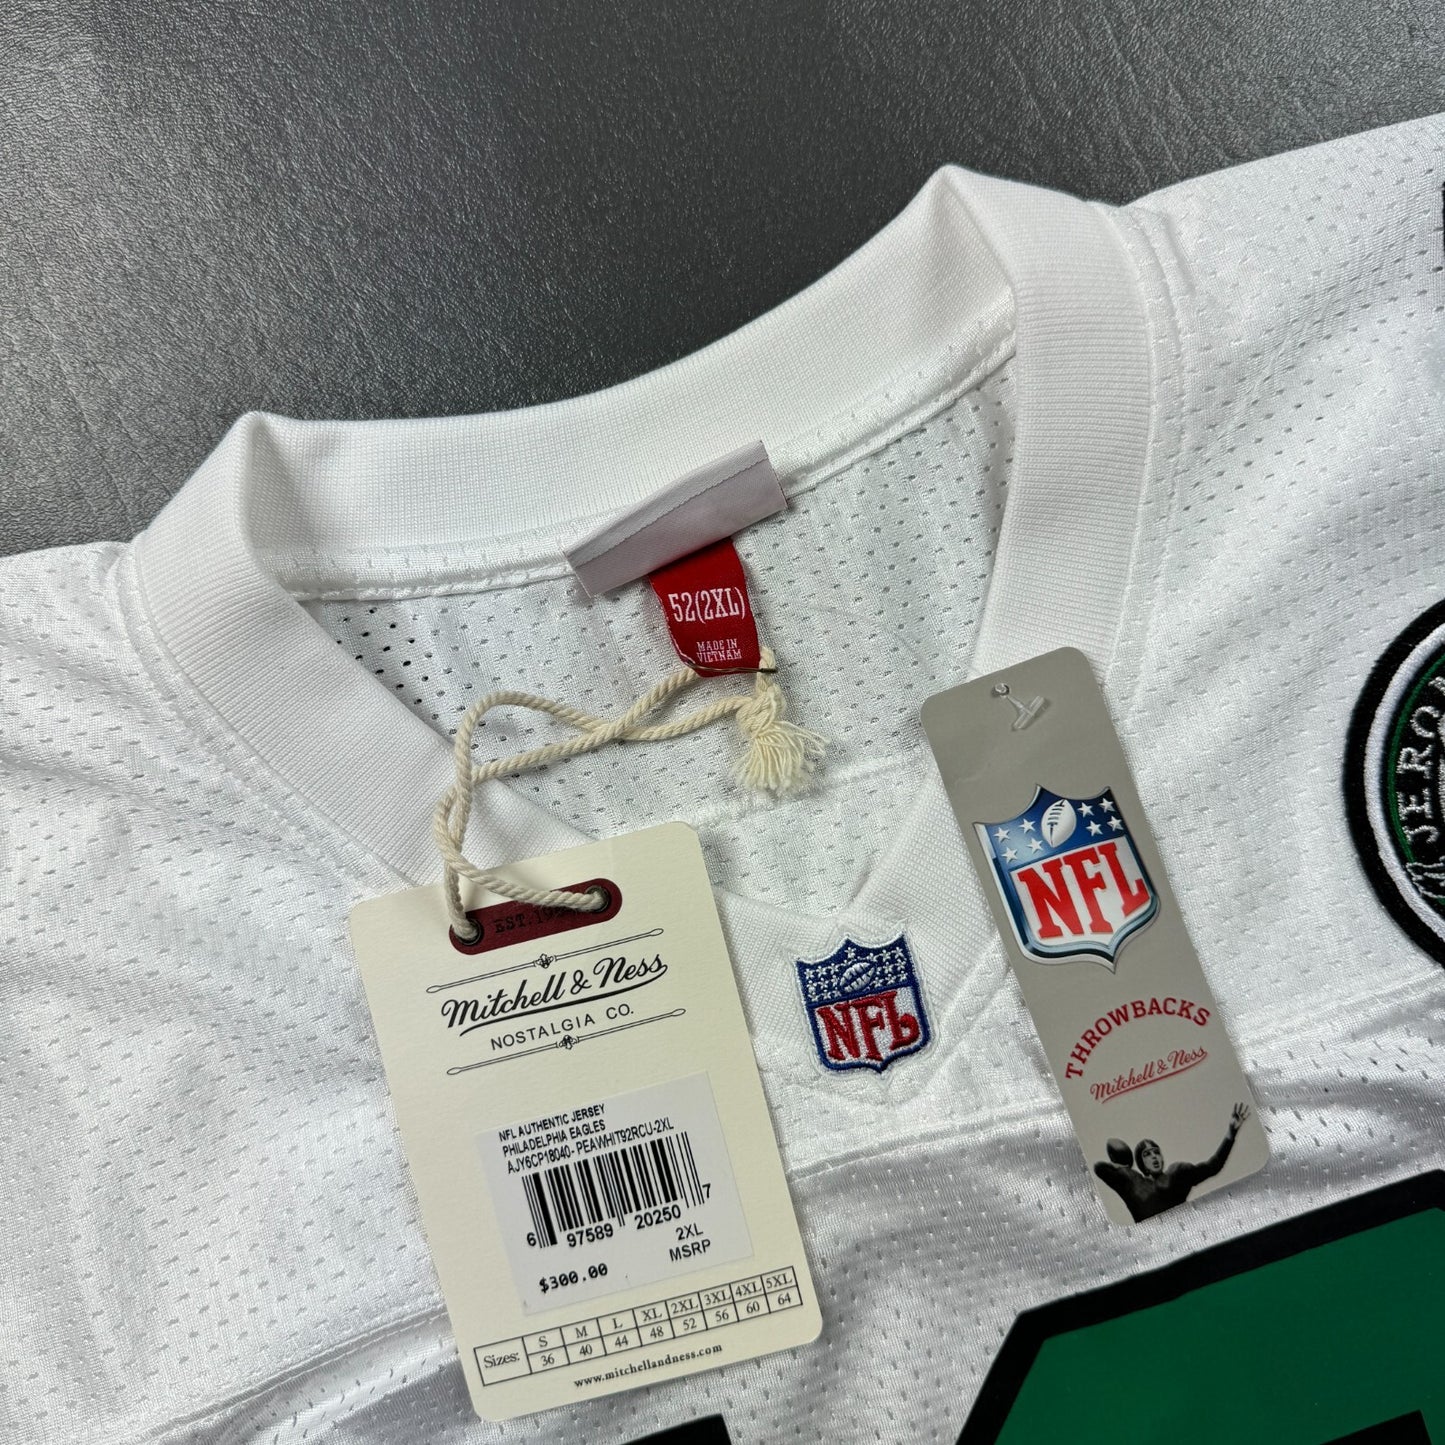 52(2XL)
MADE IN
VIETNAM
EST.
Mitchell & Ness
NOSTALGIA CO.
NFL AUTHENTIC JERSEY
PHILADELPHIA EAGLES
AJY6CP18040- PEAWHIT92RCU-2XL
6 97589 20250 7
2XL
$300.00 MSRP
Sizes: S M L XL 2XL 3XL 4XL 5XL
36 40 44 48 52 56 60 64
www.mitchellandness.com
NFL
NFL
THROWBACKS
Mitchell & Ness
JERO